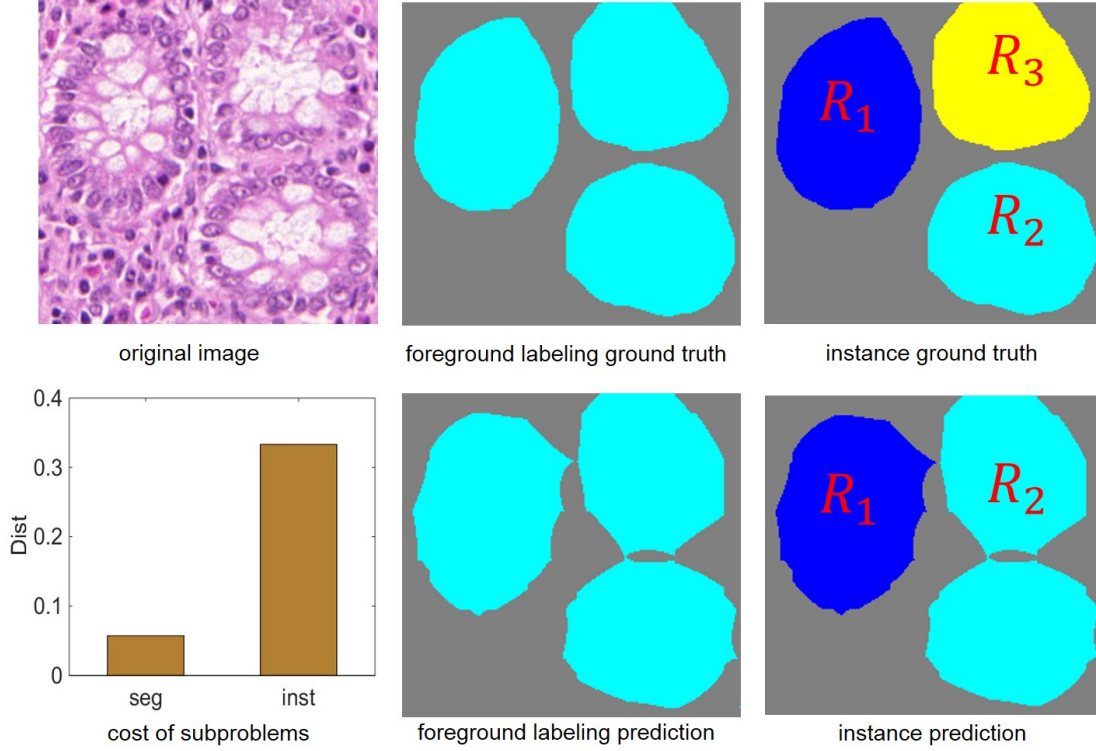 R₁
R₃
R₂
original image
foreground labeling ground truth
instance ground truth
0.4
0.3
0.2
0.1
0
Dist
seg
inst
cost of subproblems
foreground labeling prediction
R₁
R₂
instance prediction